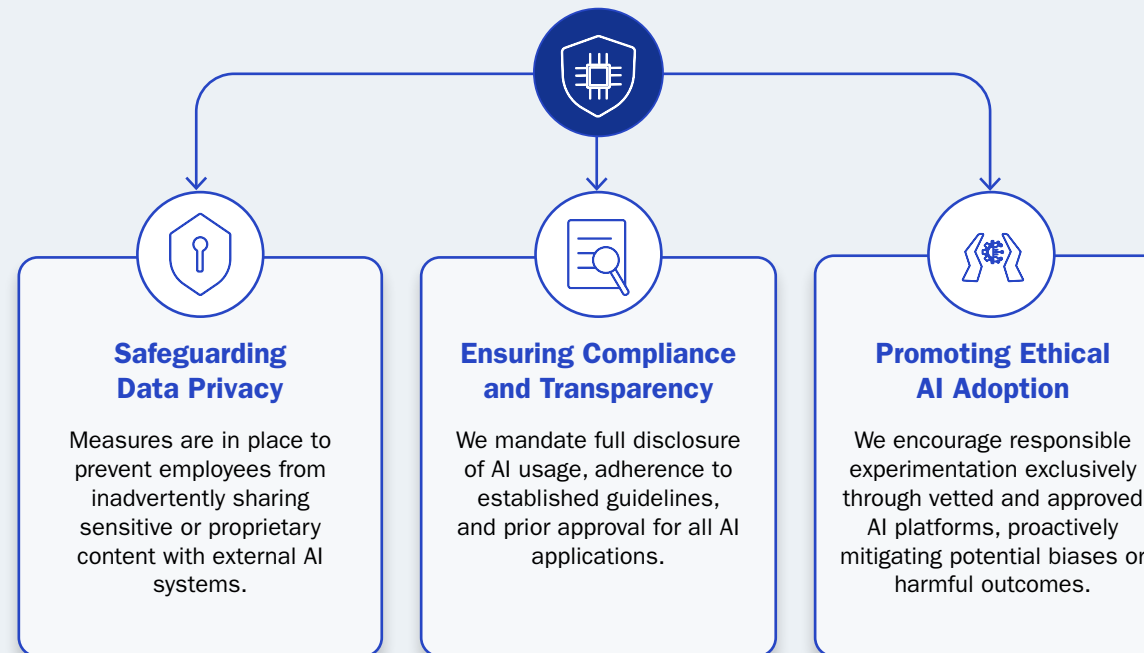 Safeguarding
Data Privacy
Measures are in place to
prevent employees from
inadvertently sharing
sensitive or proprietary
content with external AI
systems.
Ensuring Compliance
and Transparency
We mandate full disclosure
of AI usage, adherence to
established guidelines,
and prior approval for all AI
applications.
Promoting Ethical
AI Adoption
We encourage responsible
experimentation exclusively
through vetted and approved
AI platforms, proactively
mitigating potential biases or
harmful outcomes.